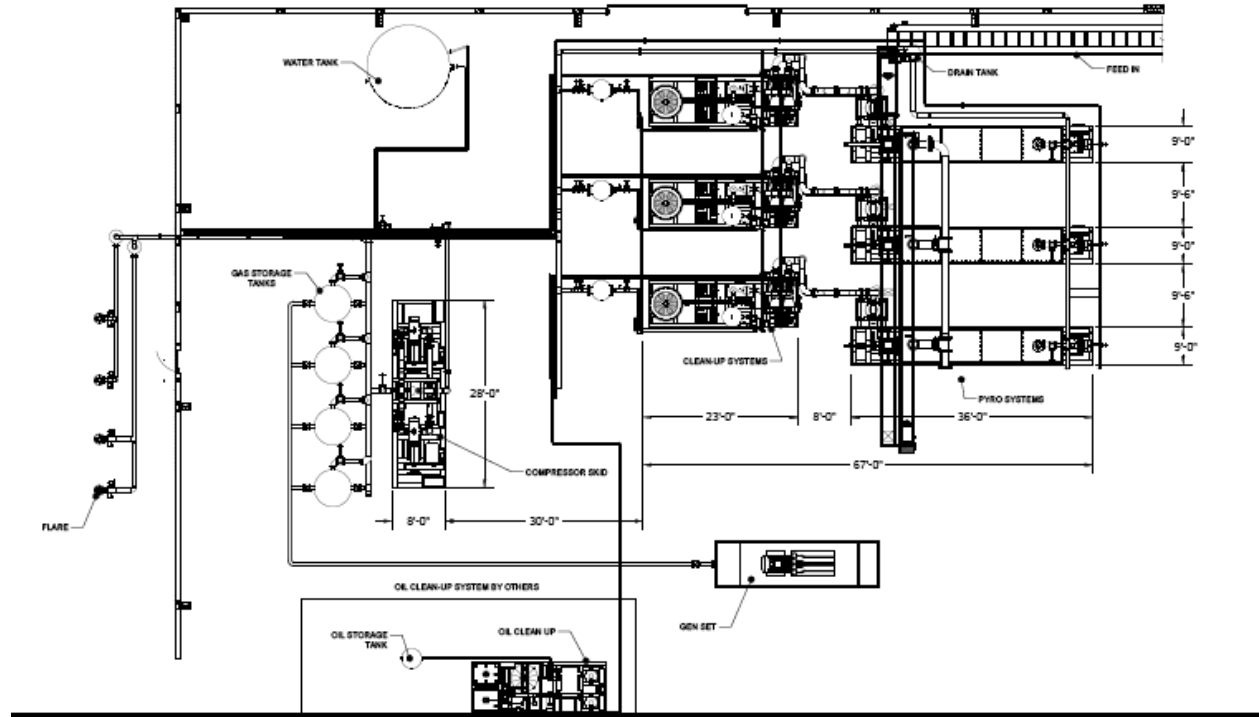 WATER TANK
DRAIN TANK
FEED IN
9'-0"
9'-6"
9'-0"
9'-6"
9'-0"
GAS STORAGE
TANKS
CLEAN-UP SYSTEMS
PYRO SYSTEMS
28'-0"
23'-0"
8'-0"
36'-0"
67'-0"
COMPRESSOR SKID
FLARE
8'-0"
30'-0"
OIL CLEAN-UP SYSTEM BY OTHERS
GEN SET
OIL STORAGE
TANK
OIL CLEAN UP